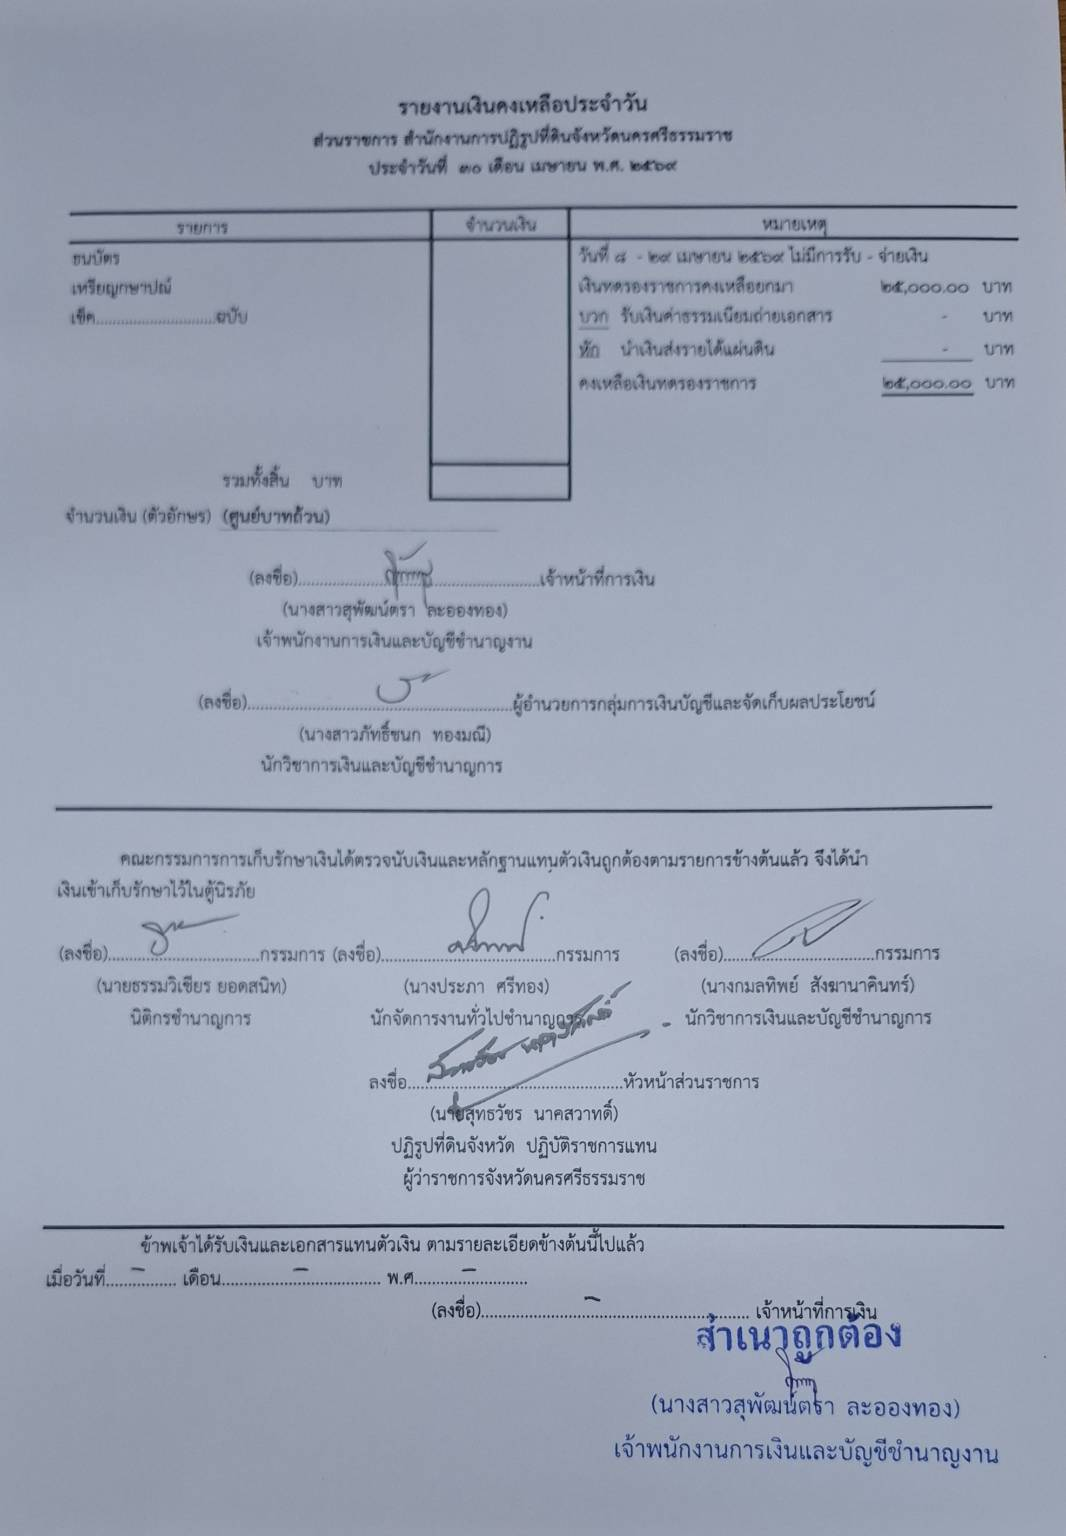 รายงานเงินคงเหลือประจำวัน
ส่วนราชการ สำนักงานการปฏิรูปที่ดินจังหวัดนครศรีธรรมราช
ประจำวันที่ ๓๐ เดือน เมษายน พ.ศ. ๒๕๖๙
รายการ จำนวนเงิน หมายเหตุ
ธนบัตร วันที่ ๘ - ๒๙ เมษายน ๒๕๖๙ ไม่มีการรับ - จ่ายเงิน
เหรียญกษาปณ์ เงินทดรองราชการคงเหลือยกมา ๒๕,๐๐๐.๐๐ บาท
เช็ค............................ฉบับ บวก รับเงินค่าธรรมเนียมถ่ายเอกสาร - บาท
หัก นำเงินส่งรายได้แผ่นดิน - บาท
คงเหลือเงินทดรองราชการ ๒๕,๐๐๐.๐๐ บาท
รวมทั้งสิ้น บาท
จำนวนเงิน (ตัวอักษร) (ศูนย์บาทถ้วน)
(ลงชื่อ)......................................................เจ้าหน้าที่การเงิน
(นางสาวสุพัฒน์ตรา ละอองทอง)
เจ้าพนักงานการเงินและบัญชีชำนาญงาน
(ลงชื่อ)............................................................ผู้อำนวยการกลุ่มการเงินบัญชีและจัดเก็บผลประโยชน์
(นางสาวภัทธิ์ชนก ทองมณี)
นักวิชาการเงินและบัญชีชำนาญการ
คณะกรรมการการเก็บรักษาเงินได้ตรวจนับเงินและหลักฐานแทนตัวเงินถูกต้องตามรายการข้างต้นแล้ว จึงได้นำ
เงินเข้าเก็บรักษาไว้ในตู้นิรภัย
(ลงชื่อ)..................................กรรมการ (ลงชื่อ).......................................กรรมการ (ลงชื่อ)..................................กรรมการ
(นายธรรมวิเชียร ยอดสนิท) (นางประภา ศรีทอง) (นางกมลทิพย์ สังฆานาคินทร์)
นิติกรชำนาญการ นักจัดการงานทั่วไปชำนาญการ นักวิชาการเงินและบัญชีชำนาญการ
ลงชื่อ................................................หัวหน้าส่วนราชการ
(นายสุทธวัชร นาคสวาทดิ์)
ปฏิรูปที่ดินจังหวัด ปฏิบัติราชการแทน
ผู้ว่าราชการจังหวัดนครศรีธรรมราช
ข้าพเจ้าได้รับเงินและเอกสารแทนตัวเงิน ตามรายละเอียดข้างต้นนี้ไปแล้ว
เมื่อวันที่.......-......... เดือน................-.................. พ.ศ...........-..............
(ลงชื่อ)........................-.................................. เจ้าหน้าที่การเงิน
สำเนาถูกต้อง
(นางสาวสุพัฒน์ตรา ละอองทอง)
เจ้าพนักงานการเงินและบัญชีชำนาญงาน